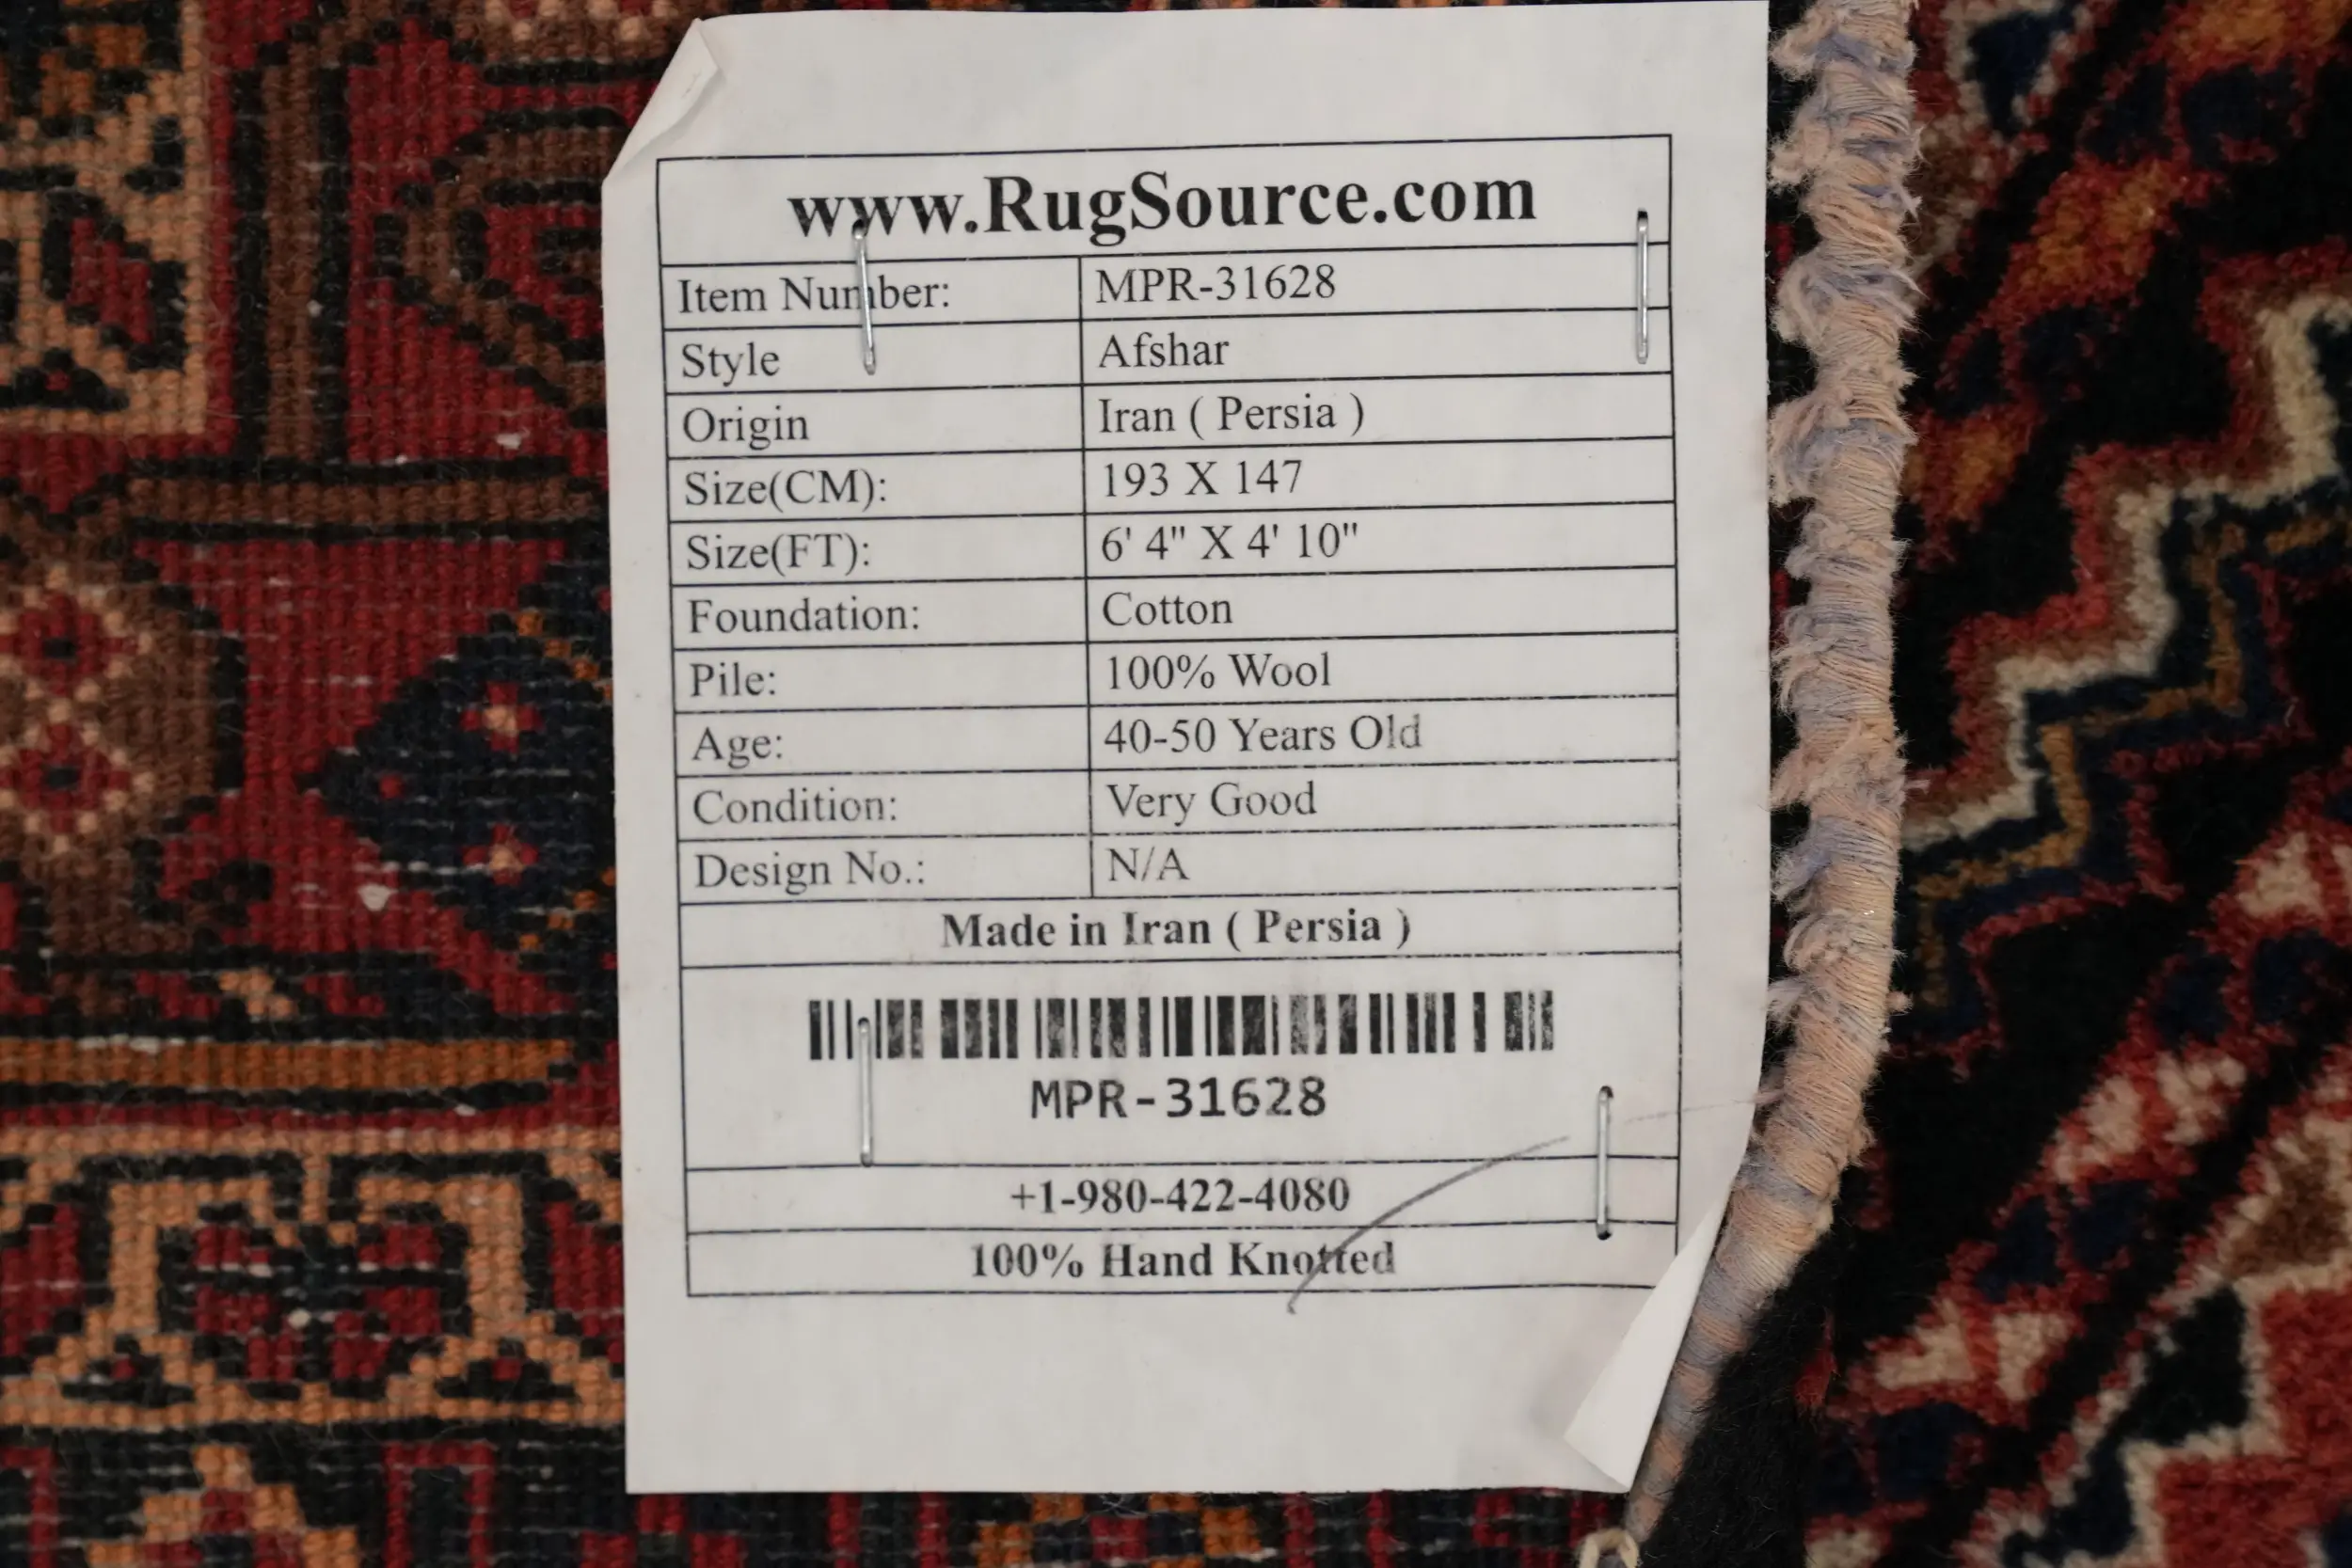 www.RugSource.com
Item Number: MPR-31628
Style Afshar
Origin Iran ( Persia )
Size(CM): 193 X 147
Size(FT): 6' 4" X 4' 10"
Foundation: Cotton
Pile: 100% Wool
Age: 40-50 Years Old
Condition: Very Good
Design No.: N/A
Made in Iran ( Persia )
MPR-31628
+1-980-422-4080
100% Hand Knotted